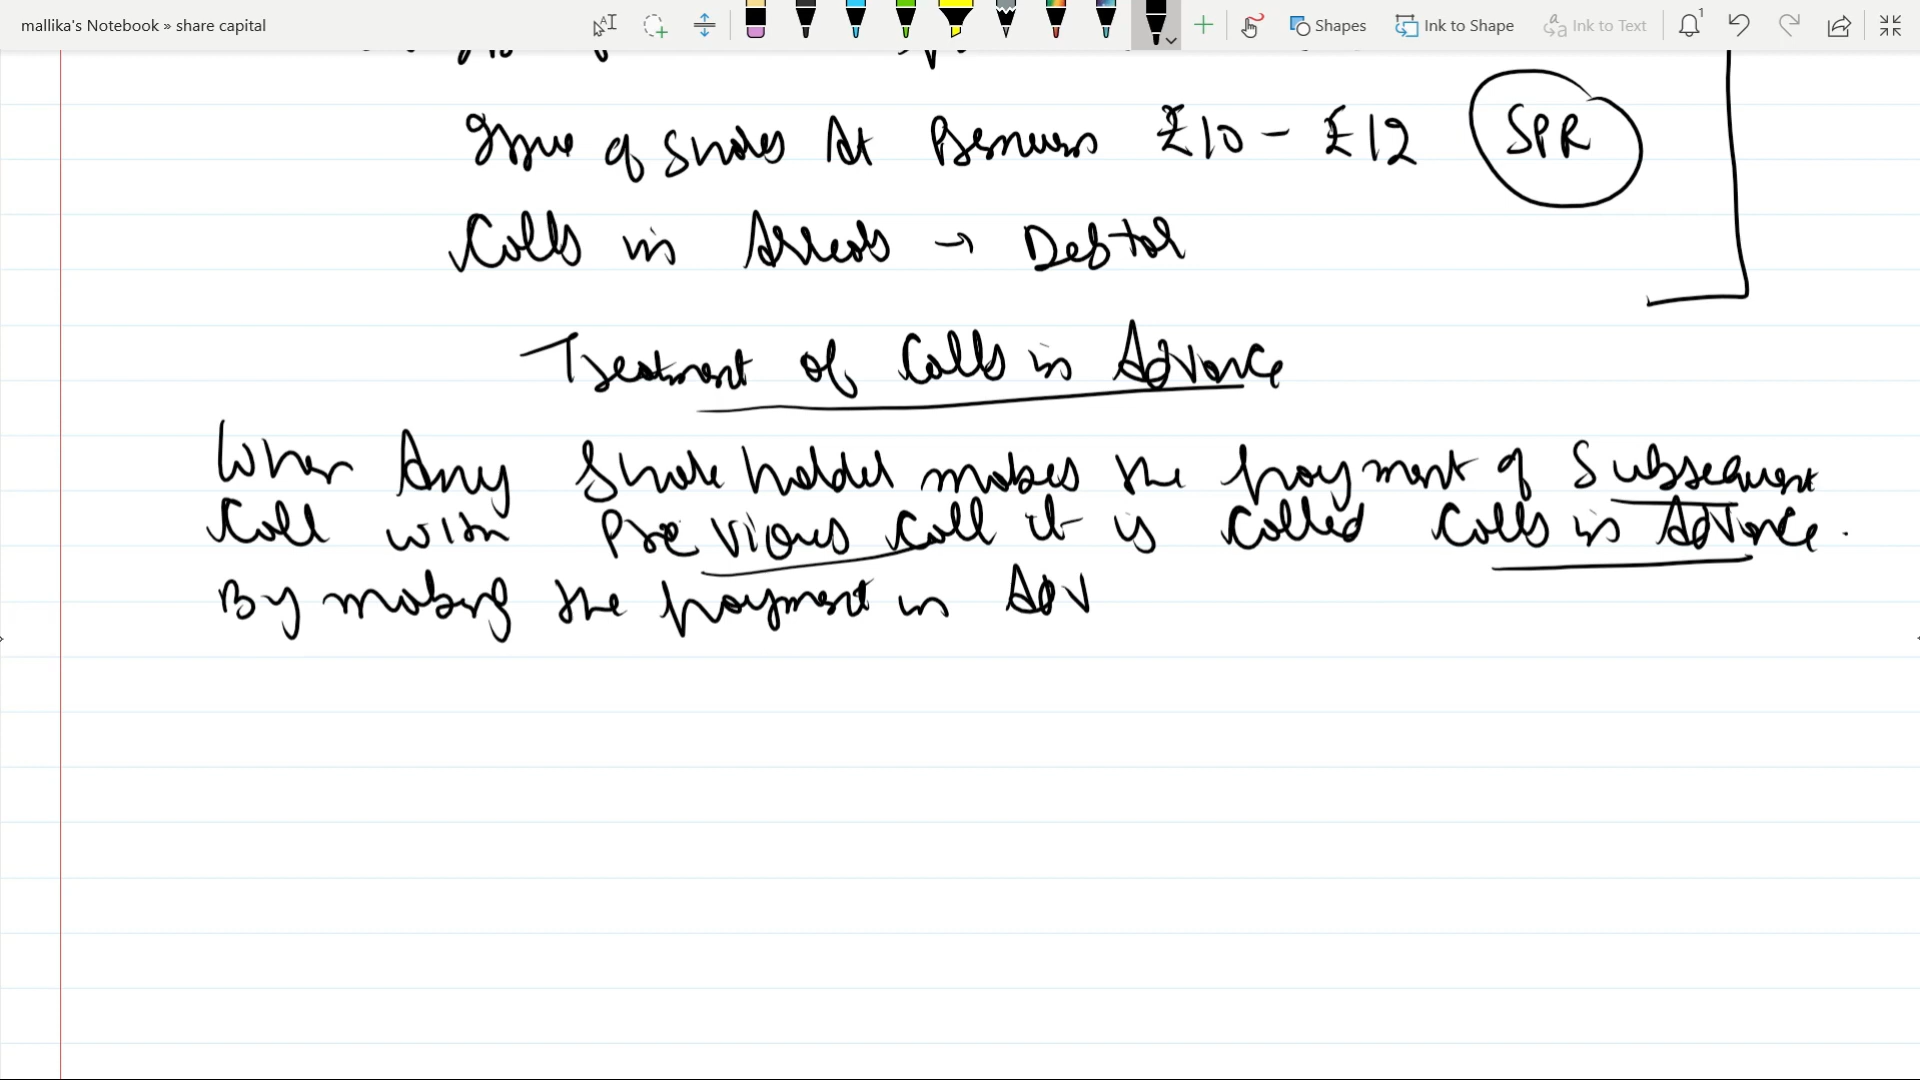 mallika's Notebook » share capital
Shapes Ink to Shape Ink to Text 1
Issue of Shares At Premium £10 - £12 SPR
Calls in Arrears → Debtor
Treatment of Calls in Advance
When Any Shareholder makes the payment of Subsequent
Call with Previous Call it is Called Calls in Advance.
By making the payment in Adv